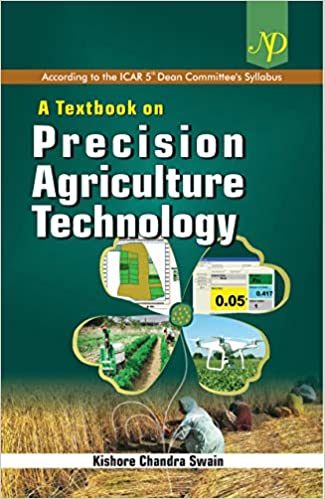 NP
According to the ICAR 5th Dean Committee's Syllabus
A Textbook on
Precision
Agriculture
Technology
0.05
0.417
Kishore Chandra Swain